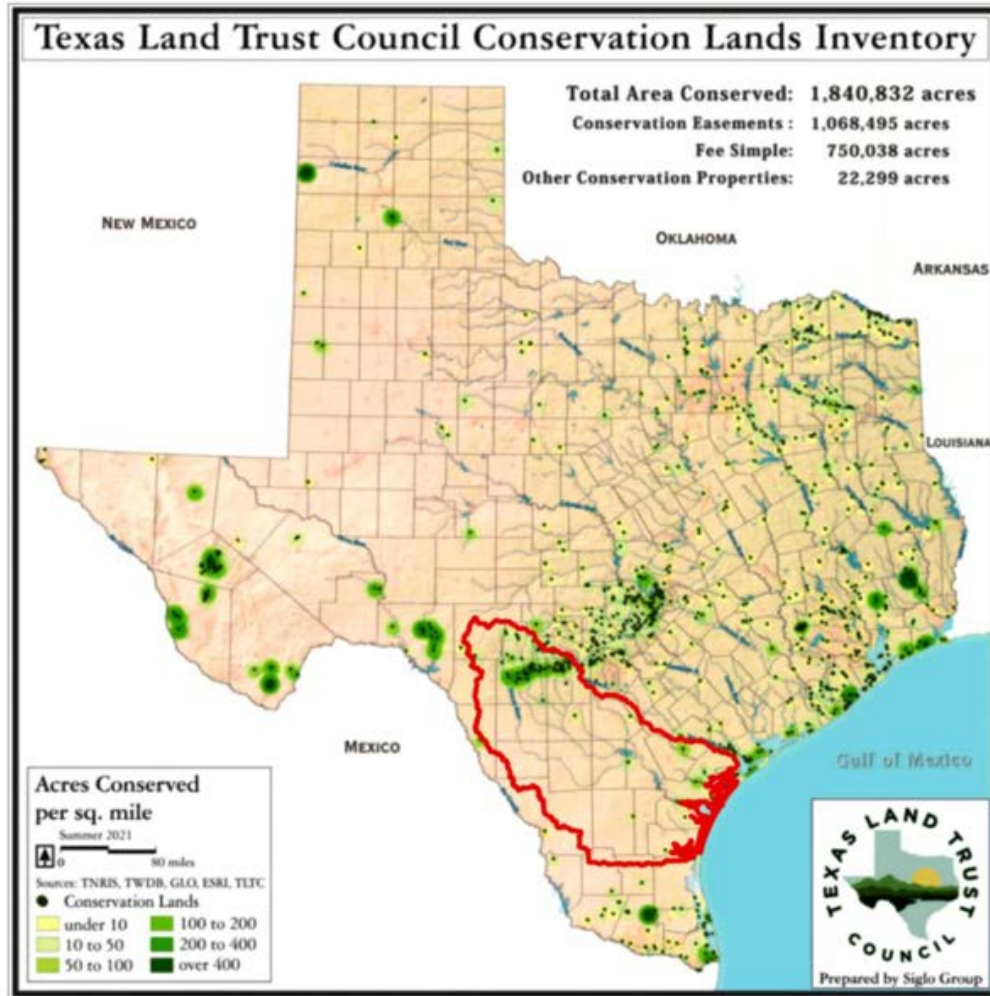 Texas Land Trust Council Conservation Lands Inventory
Total Area Conserved: 1,840,832 acres
Conservation Easements : 1,068,495 acres
Fee Simple: 750,038 acres
Other Conservation Properties: 22,299 acres
NEW MEXICO
OKLAHOMA
ARKANSAS
LOUISIANA
MEXICO
Gulf of Mexico
Acres Conserved
per sq. mile
Summer 2021
0 80 miles
Sources: TNRIS, TWDB, GLO, ESRI, TLTC
Conservation Lands
under 10 100 to 200
10 to 50 200 to 400
50 to 100 over 400
TEXAS LAND TRUST
COUNCIL
Prepared by Siglo Group